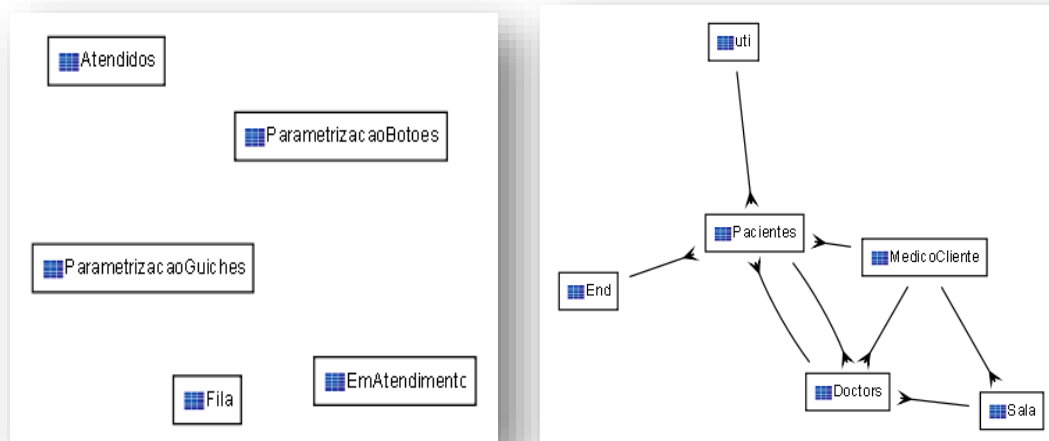 Atendidos
ParametrizacaoBotoes
ParametrizacaoGuiches
EmAtendimento
Fila
uti
Pacientes
MedicoCliente
End
Doctors
Sala